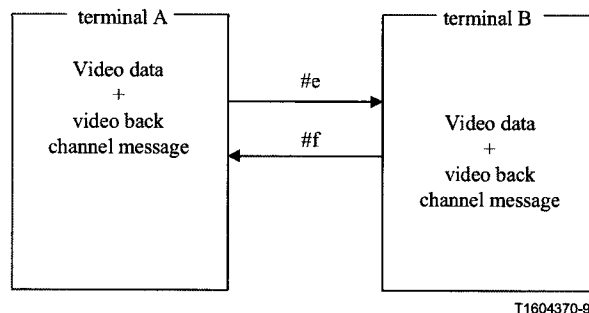 terminal A
Video data
+
video back
channel message
#e
#f
terminal B
Video data
+
video back
channel message
T1604370-9